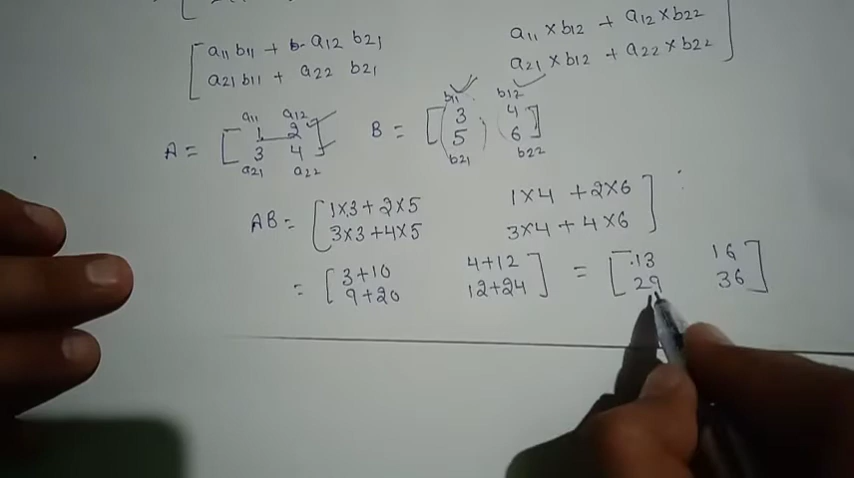 a11 b11 + b a12 b21 a11 × b12 + a12 × b22
a21 b11 + a22 b21 a21 × b12 + a22 × b22
a11 a12 b11 b12
A = [ 1 2 B = [ 3 4 ]
3 4 ] 5 6
a21 a22 b21 b22
AB = [ 1×3 + 2×5 1×4 + 2×6 ]
3×3 + 4×5 3×4 + 4×6
= [ 3+10 4+12 ] = [ 13 16 ]
9+20 12+24 29 36